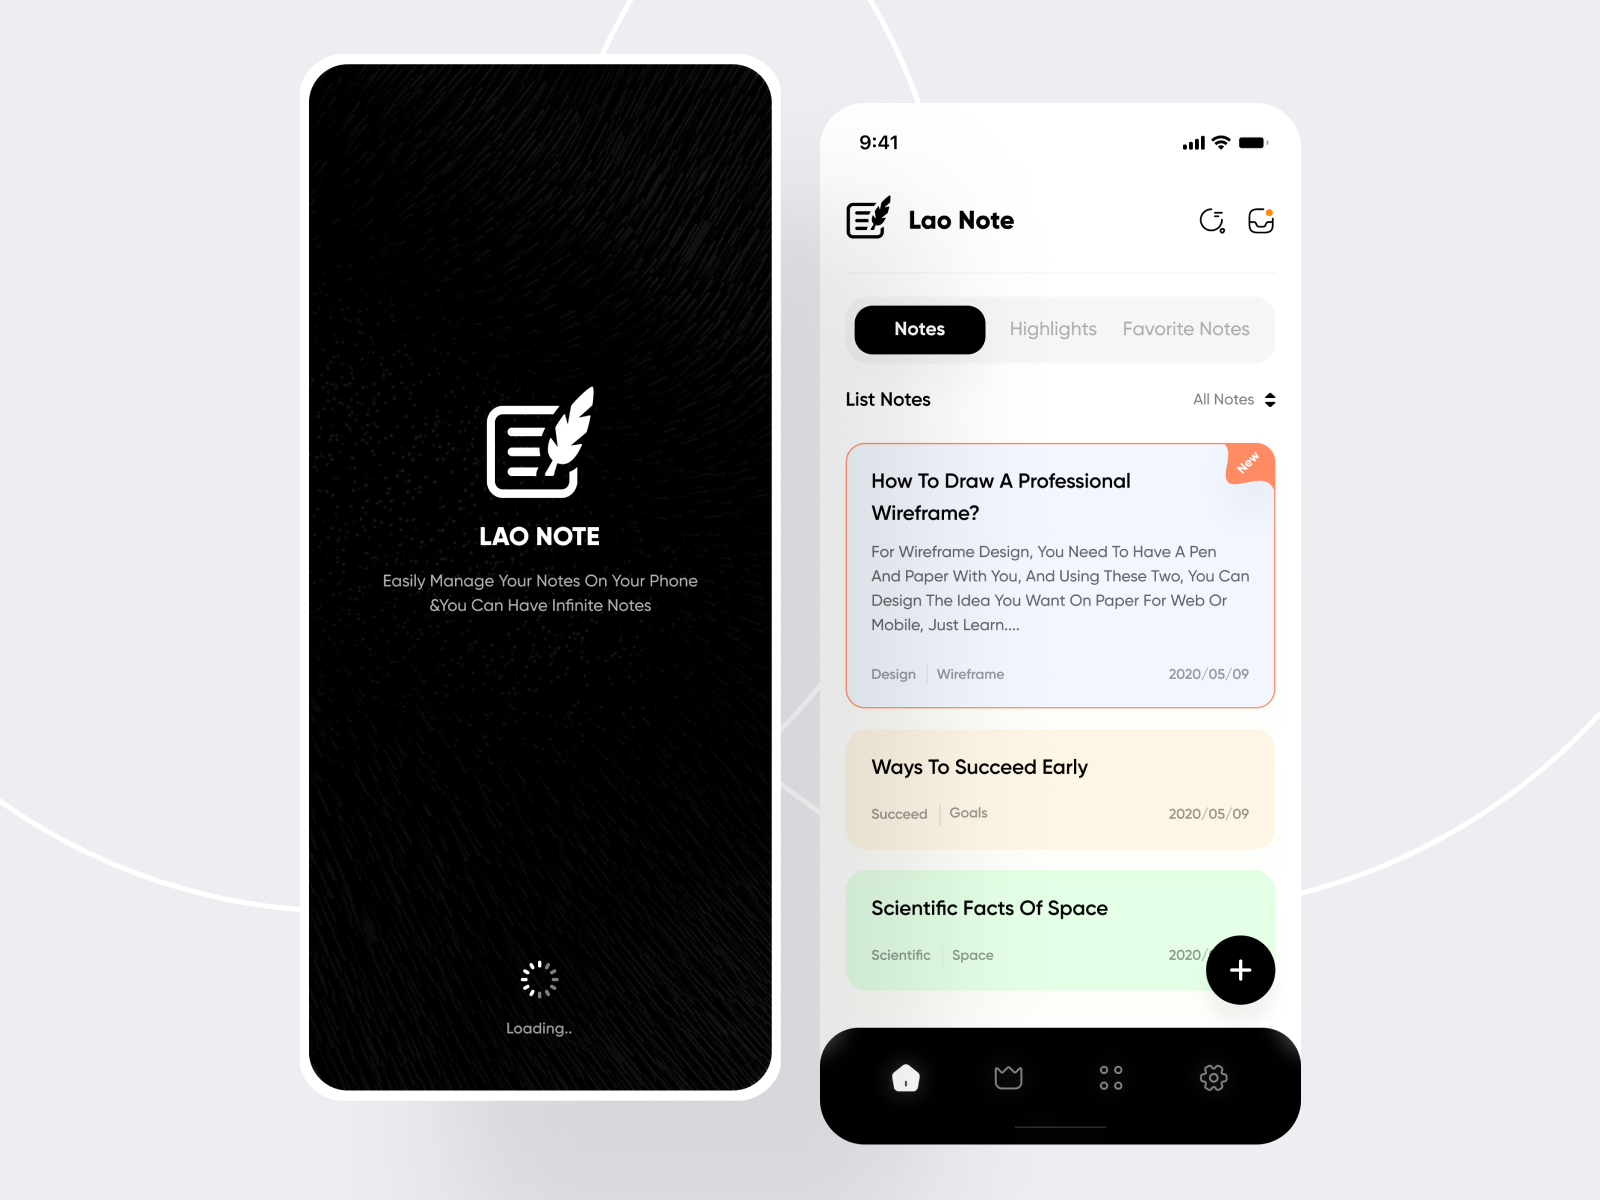 LAO NOTE
Easily Manage Your Notes On Your Phone
&You Can Have Infinite Notes
Loading..
9:41
Lao Note
Notes
Highlights
Favorite Notes
List Notes
All Notes
New
How To Draw A Professional
Wireframe?
For Wireframe Design, You Need To Have A Pen
And Paper With You, And Using These Two, You Can
Design The Idea You Want On Paper For Web Or
Mobile, Just Learn....
Design
Wireframe
2020/05/09
Ways To Succeed Early
Succeed
Goals
2020/05/09
Scientific Facts Of Space
Scientific
Space
2020/